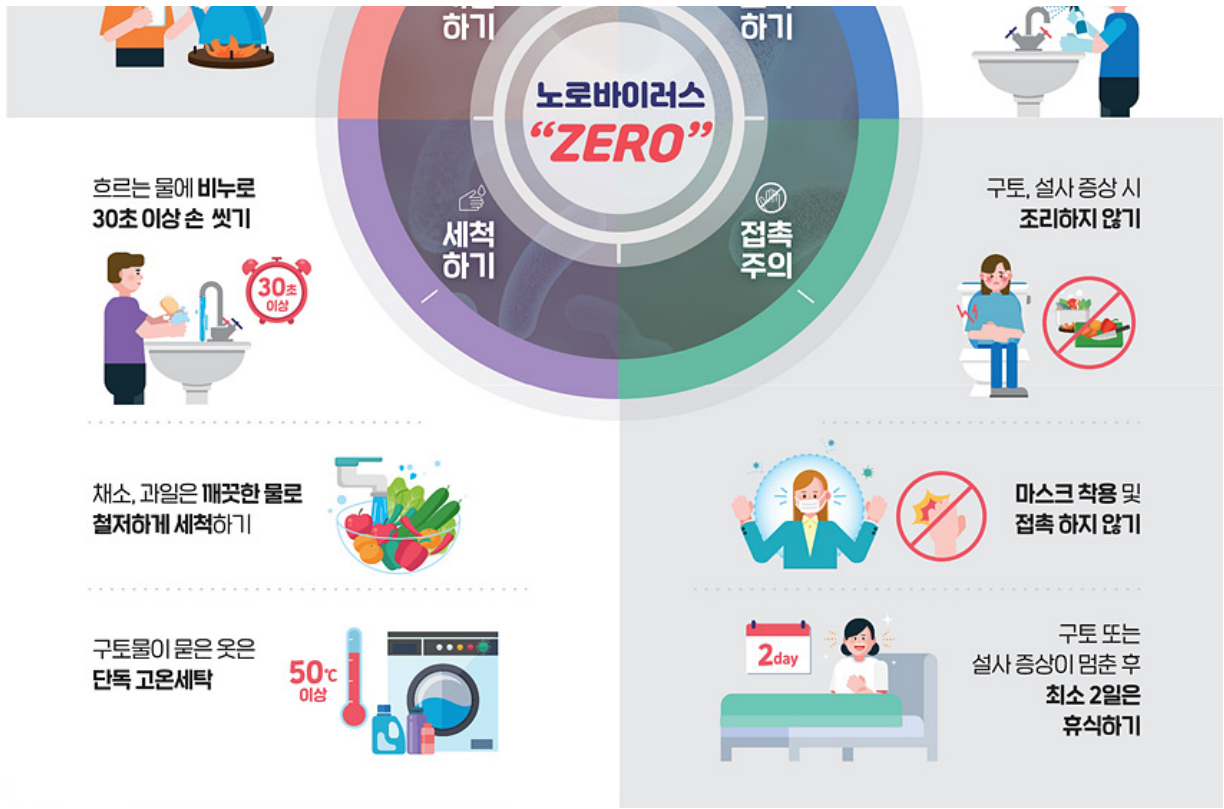 하기
하기
노로바이러스
“ZERO”
세척
하기
접촉
주의
흐르는 물에 비누로
30초 이상 손 씻기
30초
이상
채소, 과일은 깨끗한 물로
철저하게 세척하기
구토물이 묻은 옷은
단독 고온세탁
50℃
이상
구토, 설사 증상 시
조리하지 않기
마스크 착용 및
접촉 하지 않기
2day
구토 또는
설사 증상이 멈춘 후
최소 2일은
휴식하기